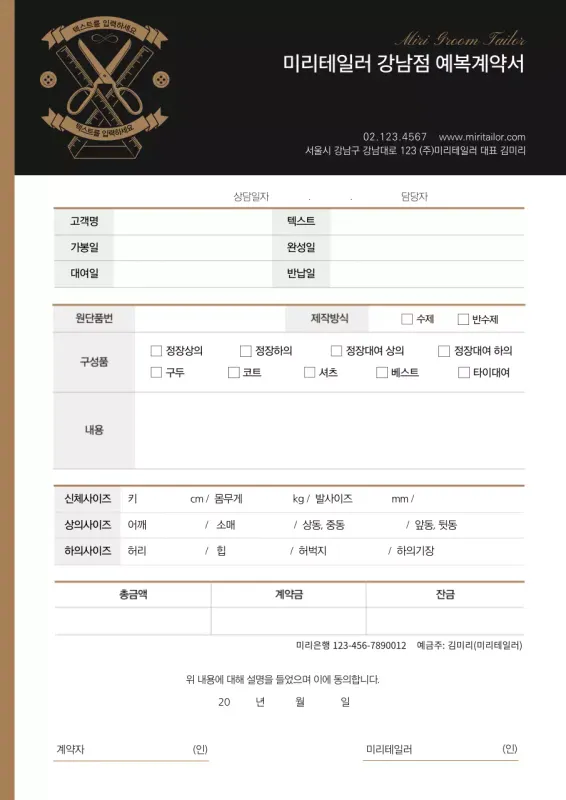 텍스트를 입력하세요
텍스트를 입력하세요
Miri Groom Tailor
미리테일러 강남점 예복계약서
02.123.4567 www.miritailor.com
서울시 강남구 강남대로 123 (주)미리테일러 대표 김미리
상담일자 . . 담당자
고객명 텍스트
가봉일 완성일
대여일 반납일
원단품번 제작방식 수제 반수제
구성품
정장상의 정장하의 정장대여 상의 정장대여 하의
구두 코트 셔츠 베스트 타이대여
내용
신체사이즈 키 cm / 몸무게 kg / 발사이즈 mm /
상의사이즈 어깨 / 소매 / 상동, 중동 / 앞동, 뒷동
하의사이즈 허리 / 힙 / 허벅지 / 하의기장
총금액 계약금 잔금
미리은행 123-456-7890012 예금주: 김미리(미리테일러)
위 내용에 대해 설명을 들었으며 이에 동의합니다.
20 년 월 일
계약자 (인) 미리테일러 (인)